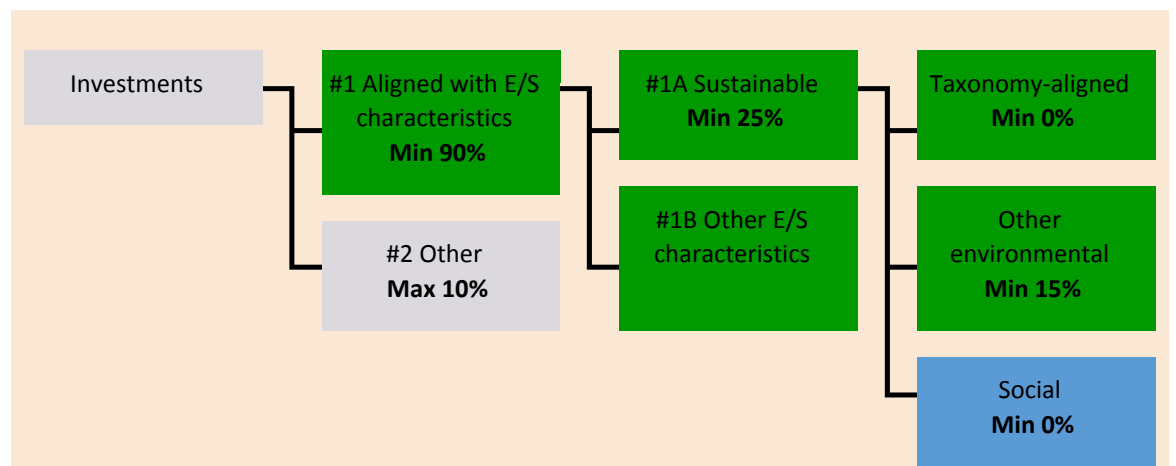 Investments
#1 Aligned with E/S
characteristics
Min 90%
#2 Other
Max 10%
#1A Sustainable
Min 25%
#1B Other E/S
characteristics
Taxonomy-aligned
Min 0%
Other
environmental
Min 15%
Social
Min 0%